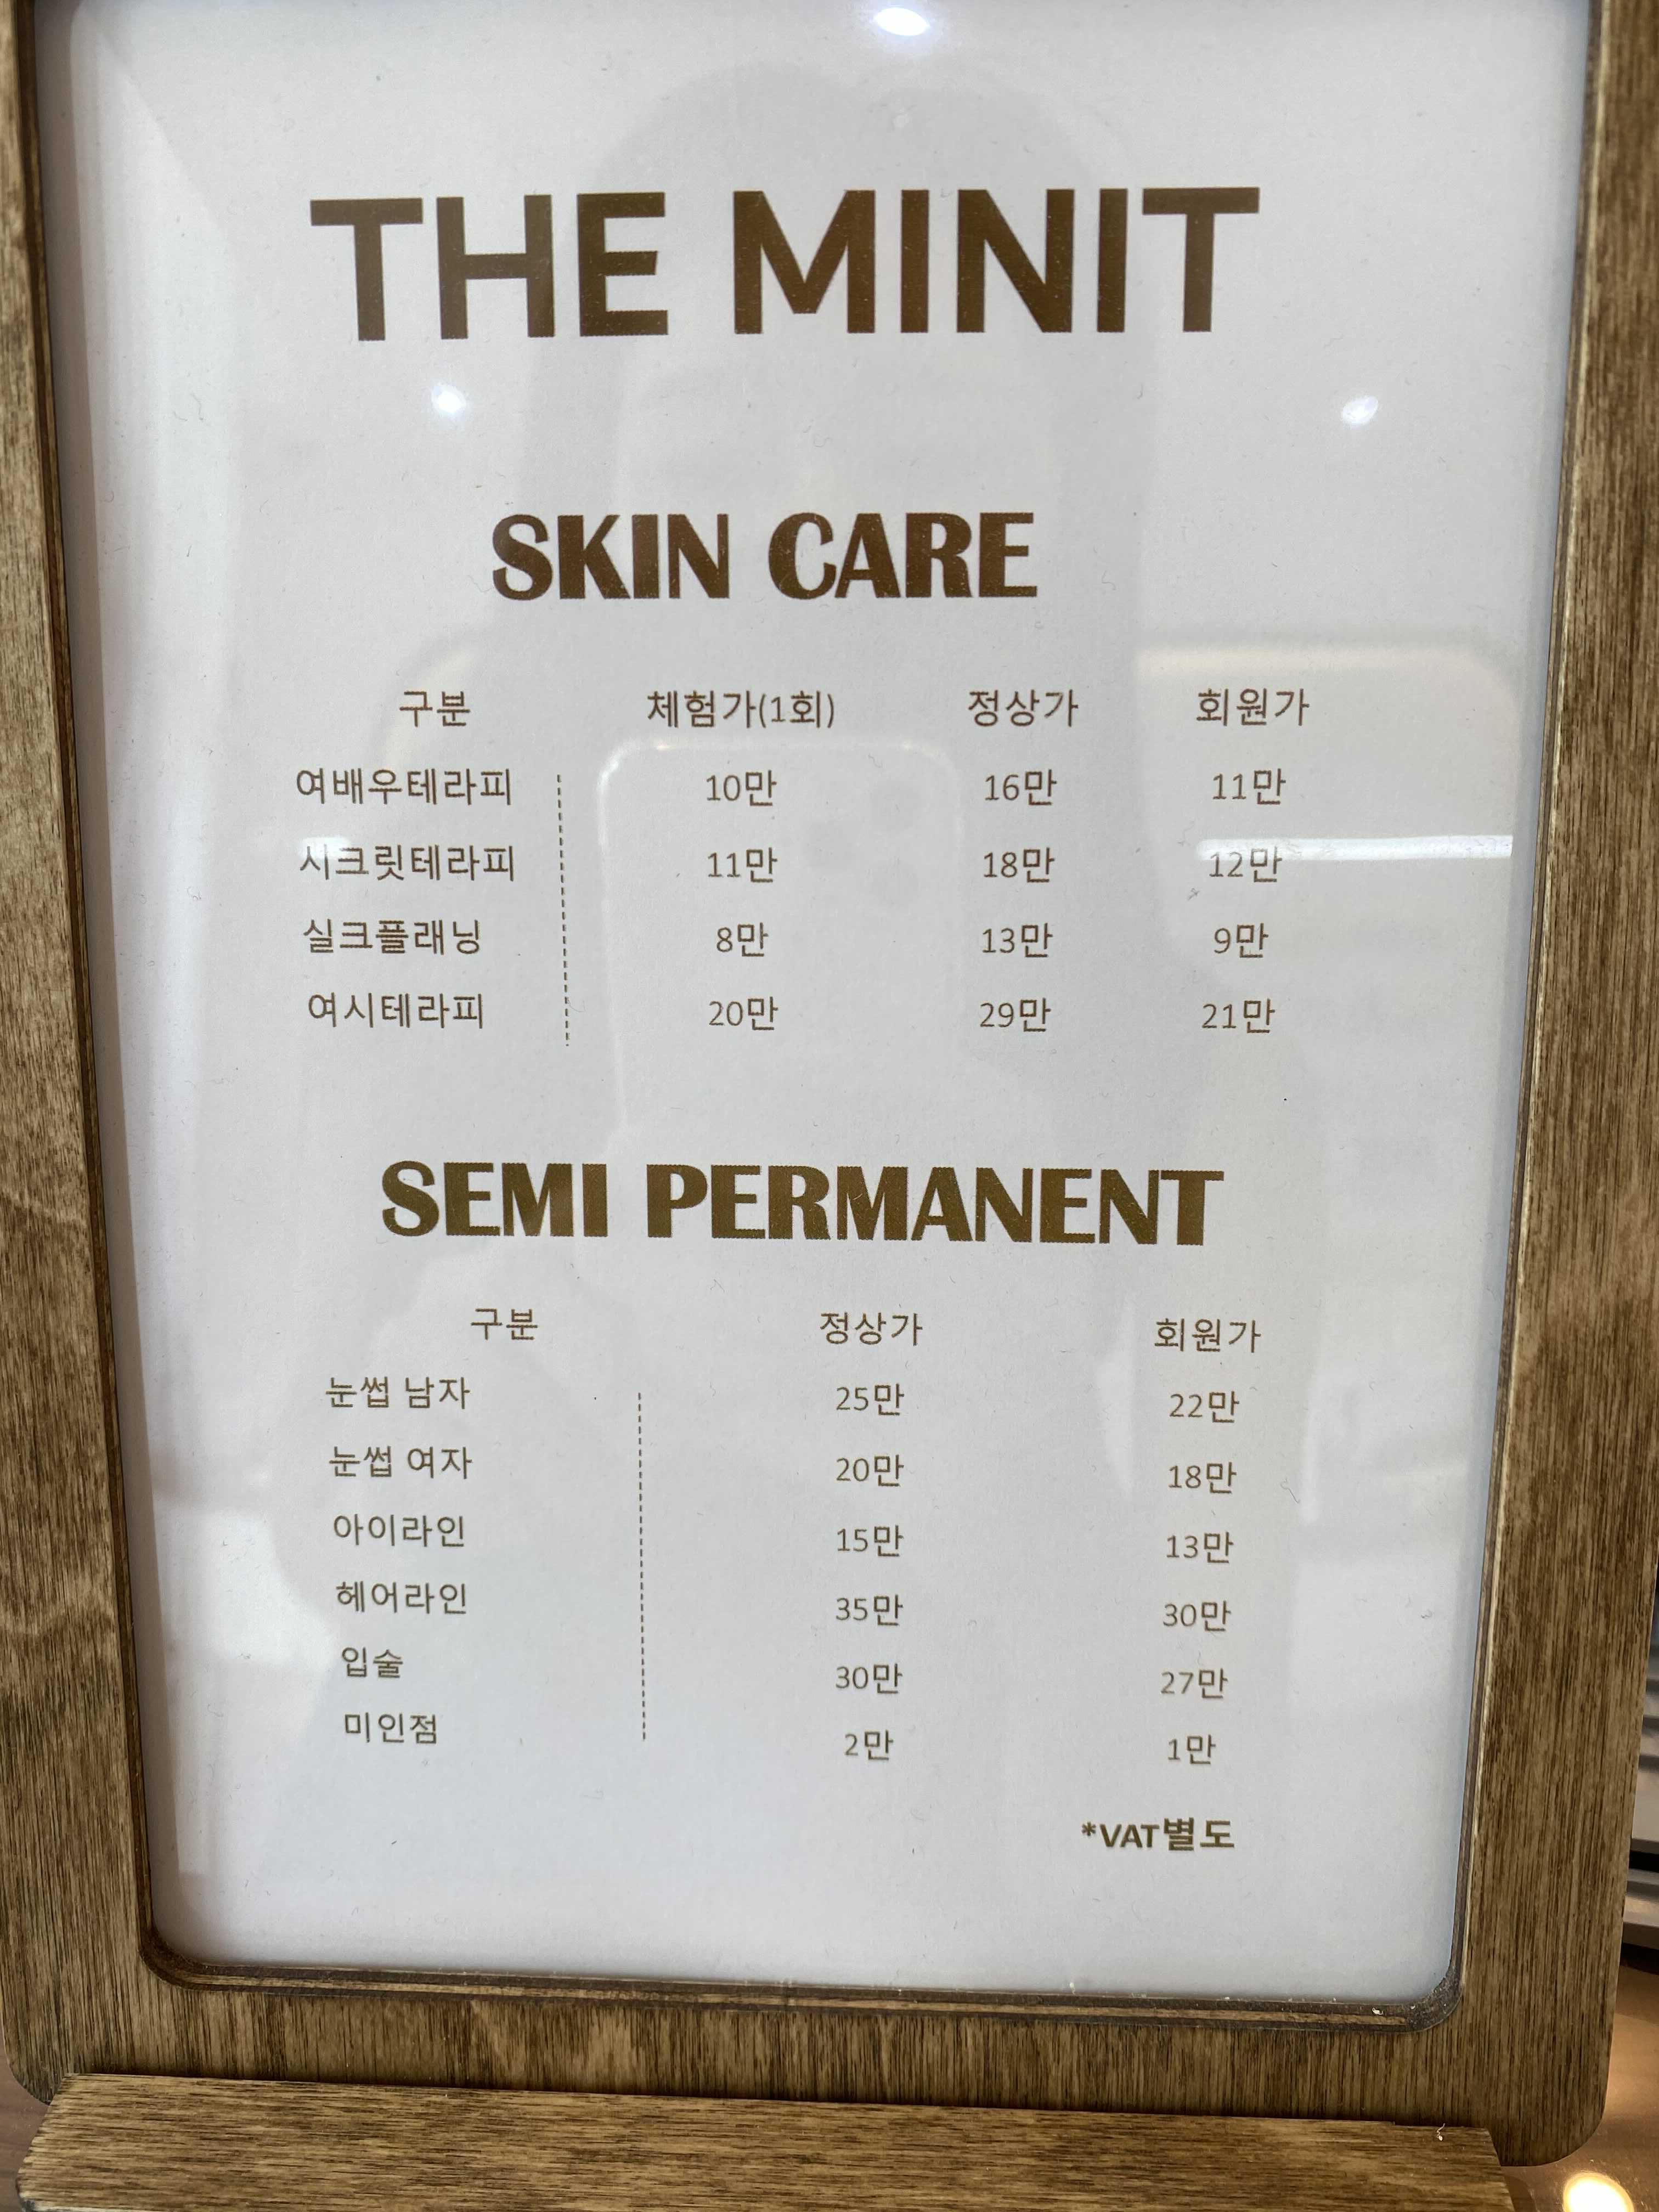 THE MINIT
SKIN CARE
구분 체험가(1회) 정상가 회원가
여배우테라피 10만 16만 11만
시크릿테라피 11만 18만 12만
실크플래닝 8만 13만 9만
여시테라피 20만 29만 21만
SEMI PERMANENT
구분 정상가 회원가
눈썹 남자 25만 22만
눈썹 여자 20만 18만
아이라인 15만 13만
헤어라인 35만 30만
입술 30만 27만
미인점 2만 1만
*VAT별도